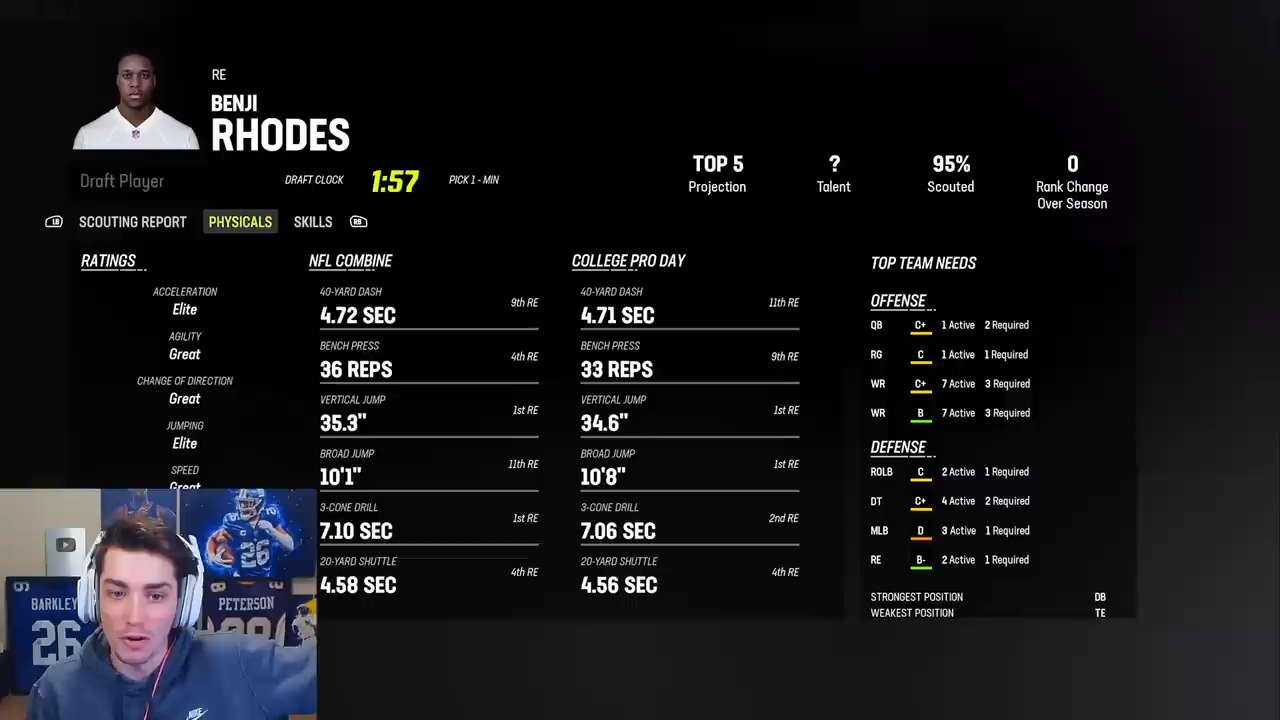 RE
BENJI
RHODES
Draft Player
DRAFT CLOCK 1:57 PICK 1 - MIN
TOP 5
Projection
?
Talent
95%
Scouted
0
Rank Change
Over Season
LB SCOUTING REPORT PHYSICALS SKILLS RB
RATINGS
ACCELERATION
Elite
AGILITY
Great
CHANGE OF DIRECTION
Great
JUMPING
Elite
SPEED
Great
NFL COMBINE
40-YARD DASH
4.72 SEC 9th RE
BENCH PRESS
36 REPS 4th RE
VERTICAL JUMP
35.3" 1st RE
BROAD JUMP
10'1" 11th RE
3-CONE DRILL
7.10 SEC 1st RE
20-YARD SHUTTLE
4.58 SEC 4th RE
COLLEGE PRO DAY
40-YARD DASH
4.71 SEC 11th RE
BENCH PRESS
33 REPS 9th RE
VERTICAL JUMP
34.6" 1st RE
BROAD JUMP
10'8" 1st RE
3-CONE DRILL
7.06 SEC 2nd RE
20-YARD SHUTTLE
4.56 SEC 4th RE
TOP TEAM NEEDS
OFFENSE
QB C+ 1 Active 2 Required
RG C 1 Active 1 Required
WR C+ 7 Active 3 Required
WR B 7 Active 3 Required
DEFENSE
ROLB C 2 Active 1 Required
DT C+ 4 Active 2 Required
MLB D 3 Active 1 Required
RE B- 2 Active 1 Required
STRONGEST POSITION DB
WEAKEST POSITION TE
26
BARKLEY
26
PETERSON